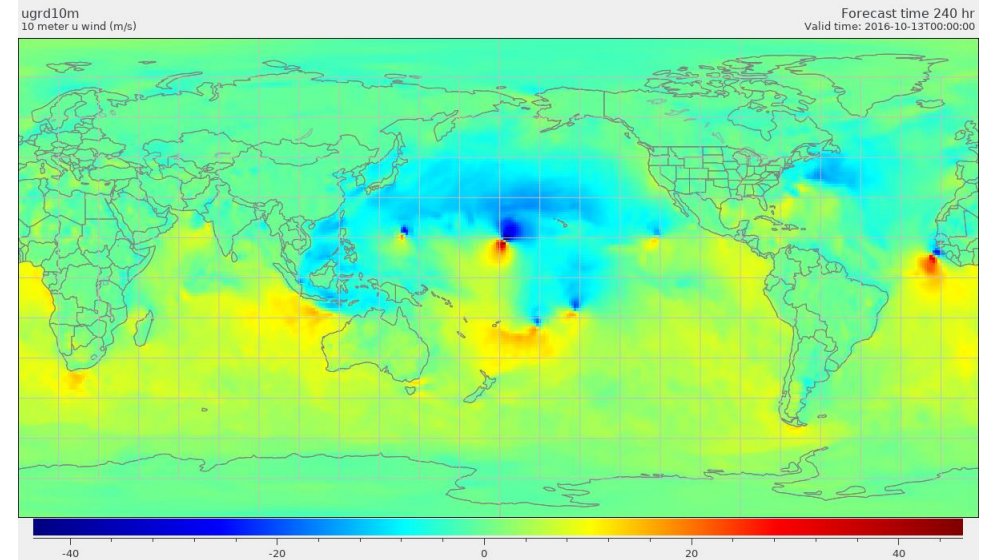 ugrd10m
Forecast time 240 hr
10 meter u wind (m/s)
Valid time: 2016-10-13T00:00:00
-40 -20 0 20 40